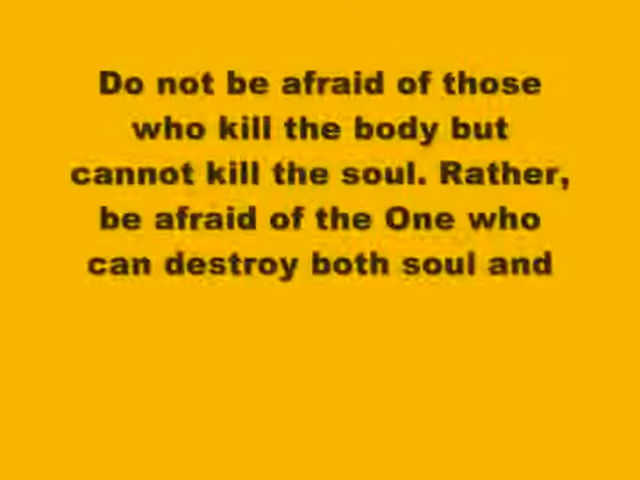 Do not be afraid of those
who kill the body but
cannot kill the soul. Rather,
be afraid of the One who
can destroy both soul and